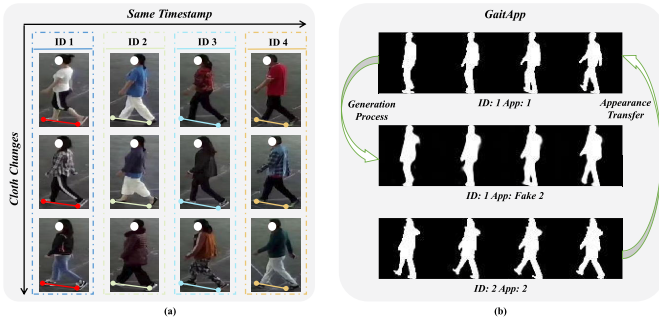 Same Timestamp
Cloth Changes
ID 1
ID 2
ID 3
ID 4
(a)
GaitApp
ID: 1 App: 1
Generation
Process
Appearance
Transfer
ID: 1 App: Fake 2
ID: 2 App: 2
(b)